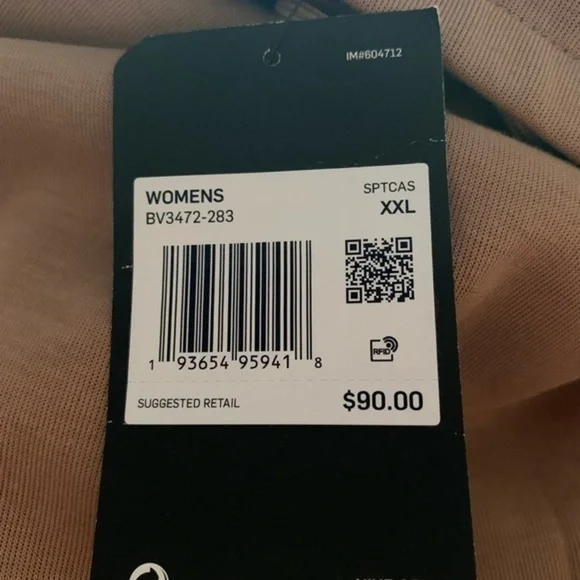 IM#604712
WOMENS SPTCAS
BV3472-283 XXL
RFID
1 93654 95941 8
SUGGESTED RETAIL $90.00